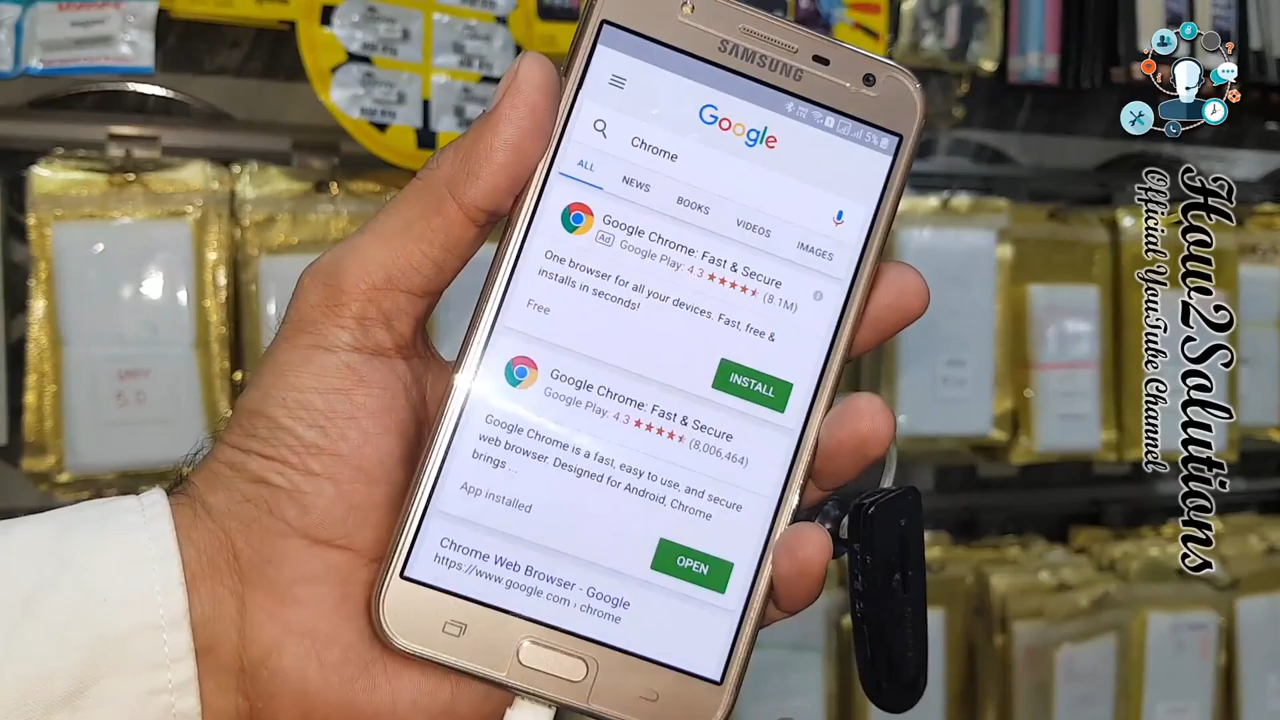 SAMSUNG
5%
Google
Chrome
ALL NEWS BOOKS VIDEOS IMAGES
Google Chrome: Fast & Secure
Ad Google Play: 4.3 (8.1M)
One browser for all your devices. Fast, free &
installs in seconds!
Free
INSTALL
Google Chrome: Fast & Secure
Google Play: 4.3 (8,006,464)
Google Chrome is a fast, easy to use, and secure
web browser. Designed for Android, Chrome
brings ...
App installed
OPEN
Chrome Web Browser - Google
https://www.google.com › chrome
How2Solutions
Official YouTube Channel